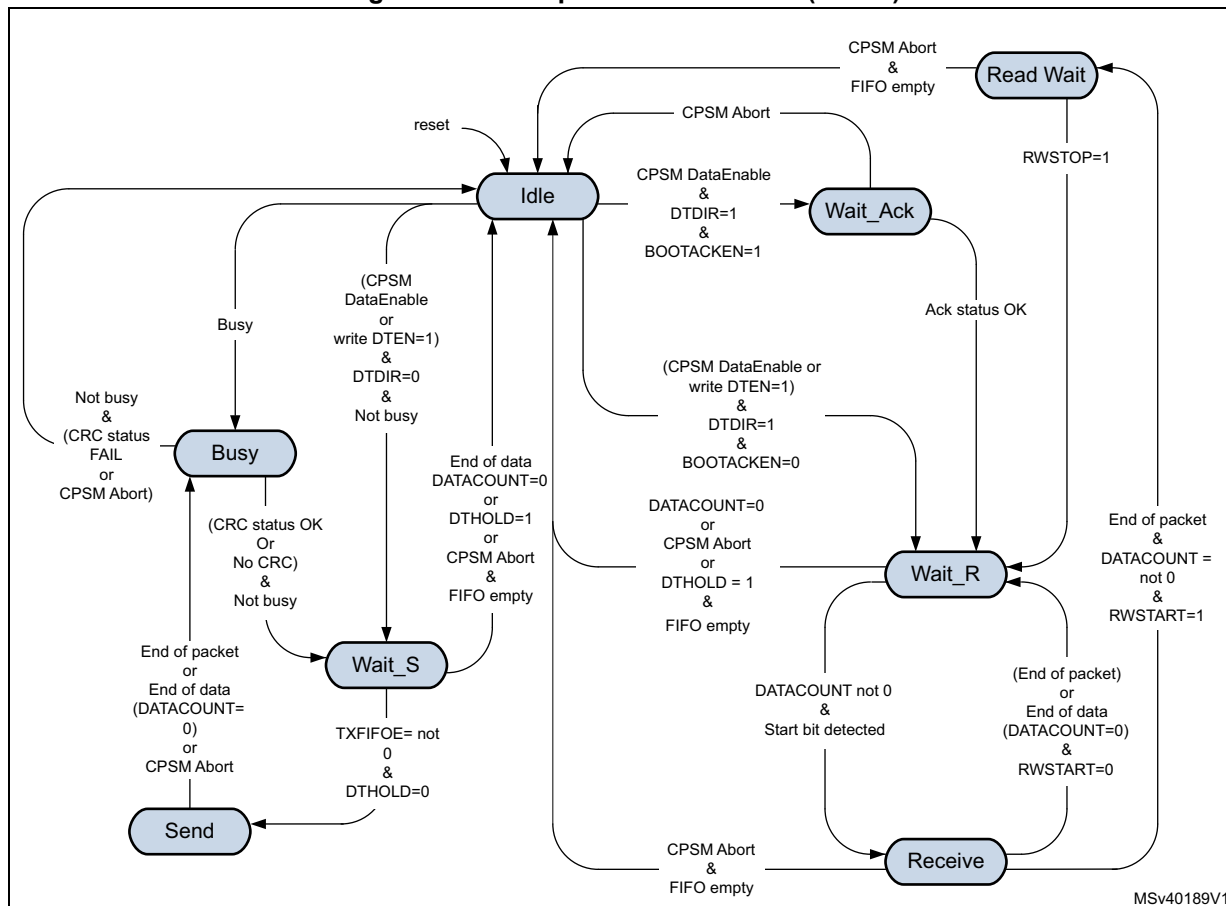 CPSM Abort
&
FIFO empty
Read Wait
reset
CPSM Abort
RWSTOP=1
Idle
CPSM DataEnable
&
DTDIR=1
&
BOOTACKEN=1
Wait_Ack
(CPSM
DataEnable
or
write DTEN=1)
&
DTDIR=0
&
Not busy
Busy
Ack status OK
(CPSM DataEnable or
write DTEN=1)
&
DTDIR=1
&
BOOTACKEN=0
Not busy
&
(CRC status
FAIL
or
CPSM Abort)
Busy
End of data
DATACOUNT=0
or
DTHOLD=1
or
CPSM Abort
&
FIFO empty
(CRC status OK
Or
No CRC)
&
Not busy
DATACOUNT=0
or
CPSM Abort
or
DTHOLD = 1
&
FIFO empty
Wait_R
End of packet
&
DATACOUNT =
not 0
&
RWSTART=1
Wait_S
End of packet
or
End of data
(DATACOUNT=
0)
or
CPSM Abort
TXFIFOE= not
0
&
DTHOLD=0
DATACOUNT not 0
&
Start bit detected
(End of packet)
or
End of data
(DATACOUNT=0)
&
RWSTART=0
Send
CPSM Abort
&
FIFO empty
Receive
MSv40189V1